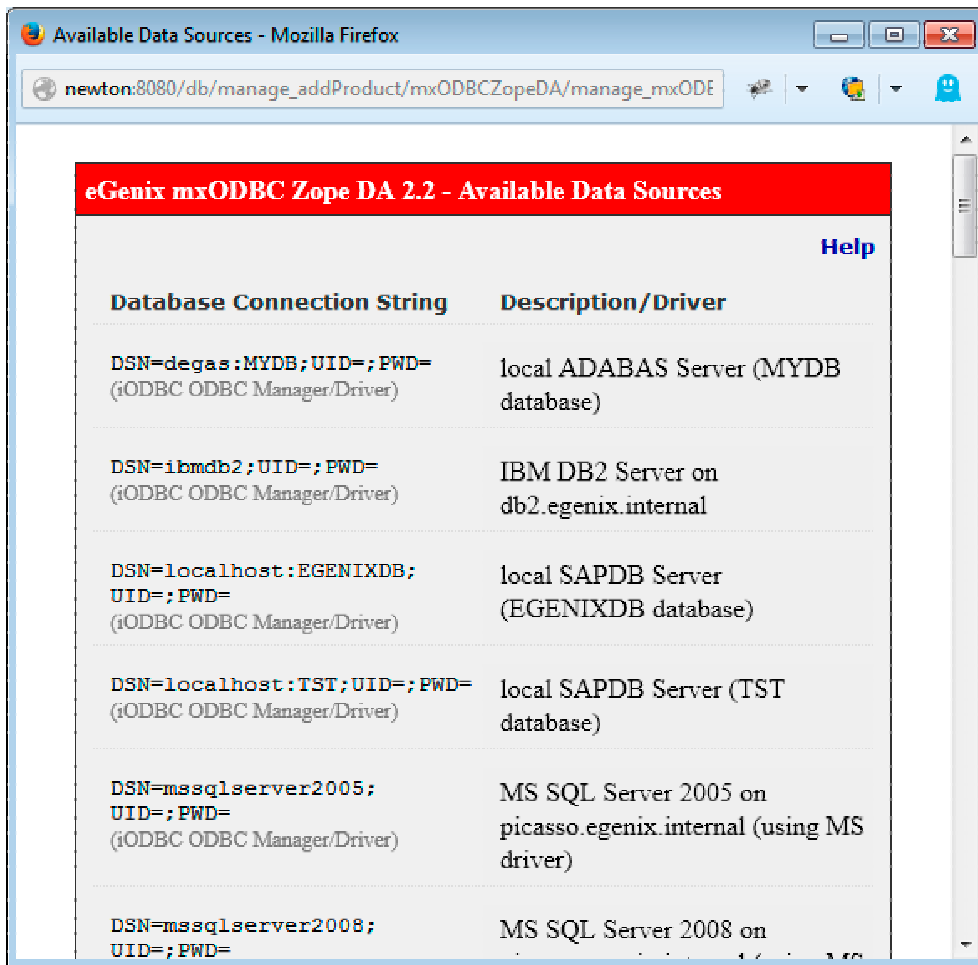 Available Data Sources - Mozilla Firefox
newton:8080/db/manage_addProduct/mxODBCZopeDA/manage_mxODB
eGenix mxODBC Zope DA 2.2 - Available Data Sources
Help
Database Connection String Description/Driver
DSN=degas:MYDB;UID=;PWD=
(iODBC ODBC Manager/Driver)
local ADABAS Server (MYDB
database)
DSN=ibmdb2;UID=;PWD=
(iODBC ODBC Manager/Driver)
IBM DB2 Server on
db2.egenix.internal
DSN=localhost:EGENIXDB;
UID=;PWD=
(iODBC ODBC Manager/Driver)
local SAPDB Server
(EGENIXDB database)
DSN=localhost:TST;UID=;PWD=
(iODBC ODBC Manager/Driver)
local SAPDB Server (TST
database)
DSN=mssqlserver2005;
UID=;PWD=
(iODBC ODBC Manager/Driver)
MS SQL Server 2005 on
picasso.egenix.internal (using MS
driver)
DSN=mssqlserver2008;
UID=;PWD=
MS SQL Server 2008 on